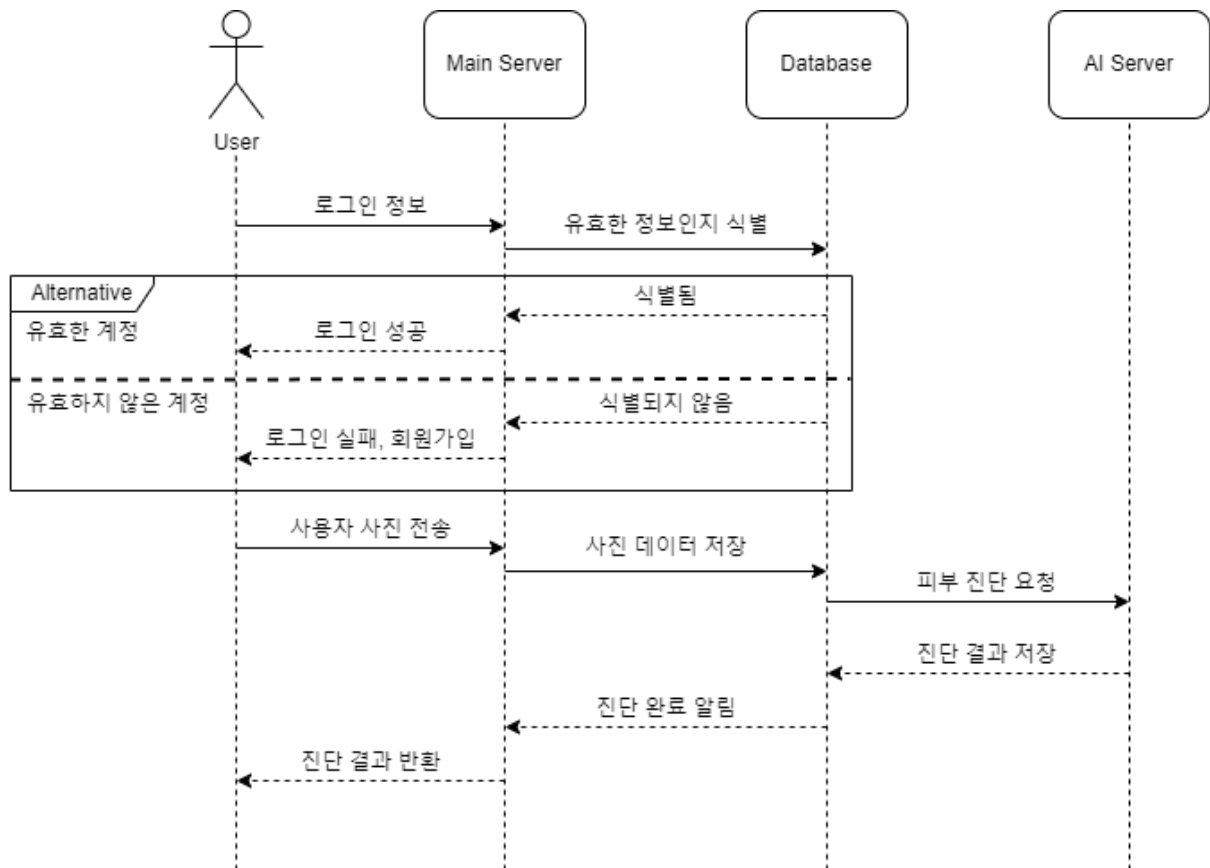 User
Main Server
Database
AI Server
로그인 정보
유효한 정보인지 식별
Alternative
식별됨
유효한 계정
로그인 성공
유효하지 않은 계정
식별되지 않음
로그인 실패, 회원가입
사용자 사진 전송
사진 데이터 저장
피부 진단 요청
진단 결과 저장
진단 완료 알림
진단 결과 반환